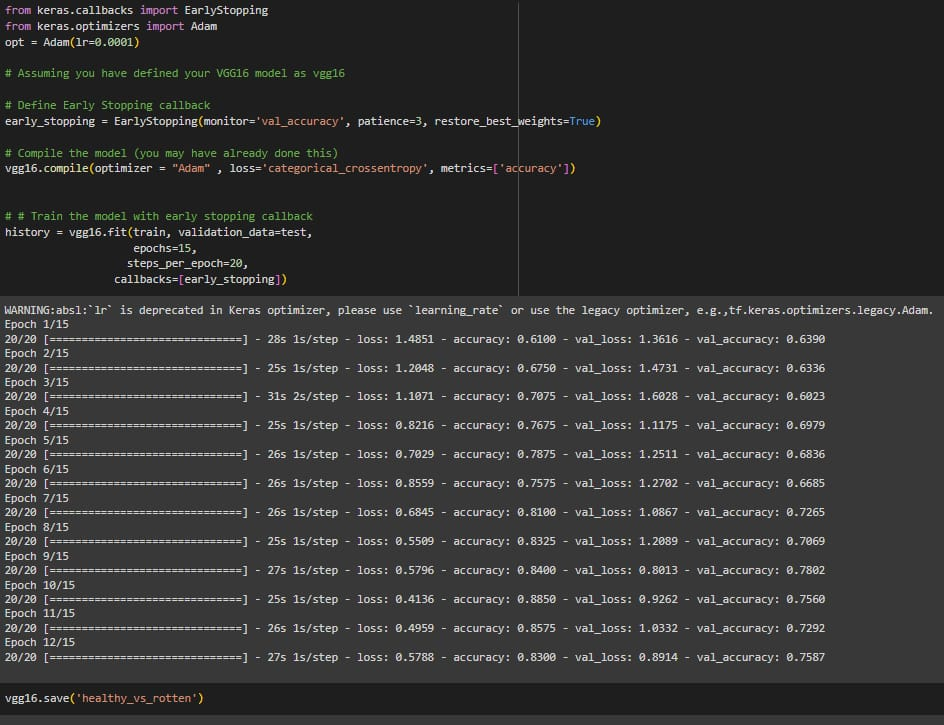 from keras.callbacks import EarlyStopping
from keras.optimizers import Adam
opt = Adam(lr=0.0001)
# Assuming you have defined your VGG16 model as vgg16
# Define Early Stopping callback
early_stopping = EarlyStopping(monitor='val_accuracy', patience=3, restore_best_weights=True)
# Compile the model (you may have already done this)
vgg16.compile(optimizer = "Adam" , loss='categorical_crossentropy', metrics=['accuracy'])
# # Train the model with early stopping callback
history = vgg16.fit(train, validation_data=test,
epochs=15,
steps_per_epoch=20,
callbacks=[early_stopping])
WARNING:absl:`lr` is deprecated in Keras optimizer, please use `learning_rate` or use the legacy optimizer, e.g.,tf.keras.optimizers.legacy.Adam.
Epoch 1/15
20/20 [==============================] - 28s 1s/step - loss: 1.4851 - accuracy: 0.6100 - val_loss: 1.3616 - val_accuracy: 0.6390
Epoch 2/15
20/20 [==============================] - 25s 1s/step - loss: 1.2048 - accuracy: 0.6750 - val_loss: 1.4731 - val_accuracy: 0.6336
Epoch 3/15
20/20 [==============================] - 31s 2s/step - loss: 1.1071 - accuracy: 0.7075 - val_loss: 1.6028 - val_accuracy: 0.6023
Epoch 4/15
20/20 [==============================] - 25s 1s/step - loss: 0.8216 - accuracy: 0.7675 - val_loss: 1.1175 - val_accuracy: 0.6979
Epoch 5/15
20/20 [==============================] - 26s 1s/step - loss: 0.7029 - accuracy: 0.7875 - val_loss: 1.2511 - val_accuracy: 0.6836
Epoch 6/15
20/20 [==============================] - 26s 1s/step - loss: 0.8559 - accuracy: 0.7575 - val_loss: 1.2702 - val_accuracy: 0.6685
Epoch 7/15
20/20 [==============================] - 26s 1s/step - loss: 0.6845 - accuracy: 0.8100 - val_loss: 1.0867 - val_accuracy: 0.7265
Epoch 8/15
20/20 [==============================] - 25s 1s/step - loss: 0.5509 - accuracy: 0.8325 - val_loss: 1.2089 - val_accuracy: 0.7069
Epoch 9/15
20/20 [==============================] - 27s 1s/step - loss: 0.5796 - accuracy: 0.8400 - val_loss: 0.8013 - val_accuracy: 0.7802
Epoch 10/15
20/20 [==============================] - 25s 1s/step - loss: 0.4136 - accuracy: 0.8850 - val_loss: 0.9262 - val_accuracy: 0.7560
Epoch 11/15
20/20 [==============================] - 26s 1s/step - loss: 0.4959 - accuracy: 0.8575 - val_loss: 1.0332 - val_accuracy: 0.7292
Epoch 12/15
20/20 [==============================] - 27s 1s/step - loss: 0.5788 - accuracy: 0.8300 - val_loss: 0.8914 - val_accuracy: 0.7587
vgg16.save('healthy_vs_rotten')